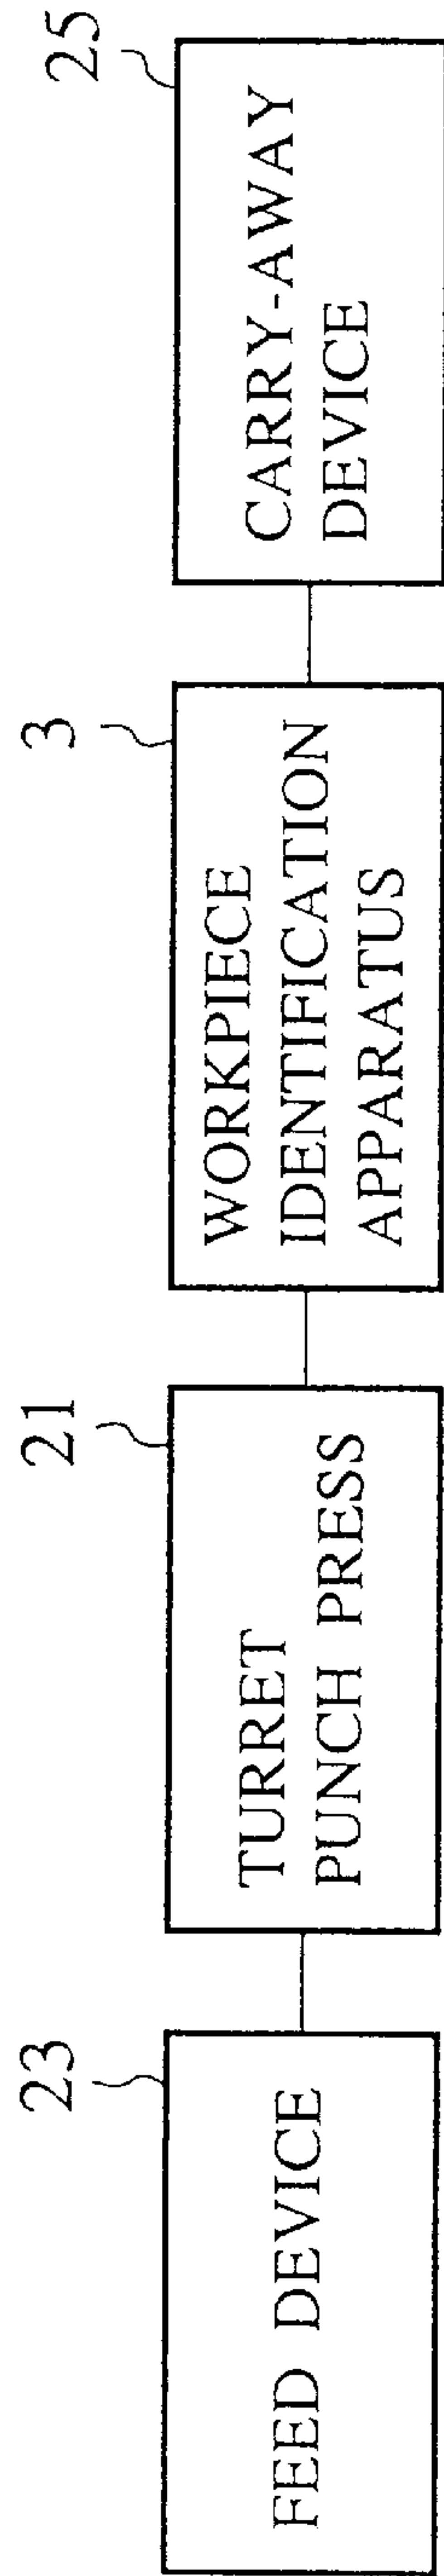 23
FEED DEVICE
21
TURRET
PUNCH PRESS
3
WORKPIECE
IDENTIFICATION
APPARATUS
25
CARRY-AWAY
DEVICE